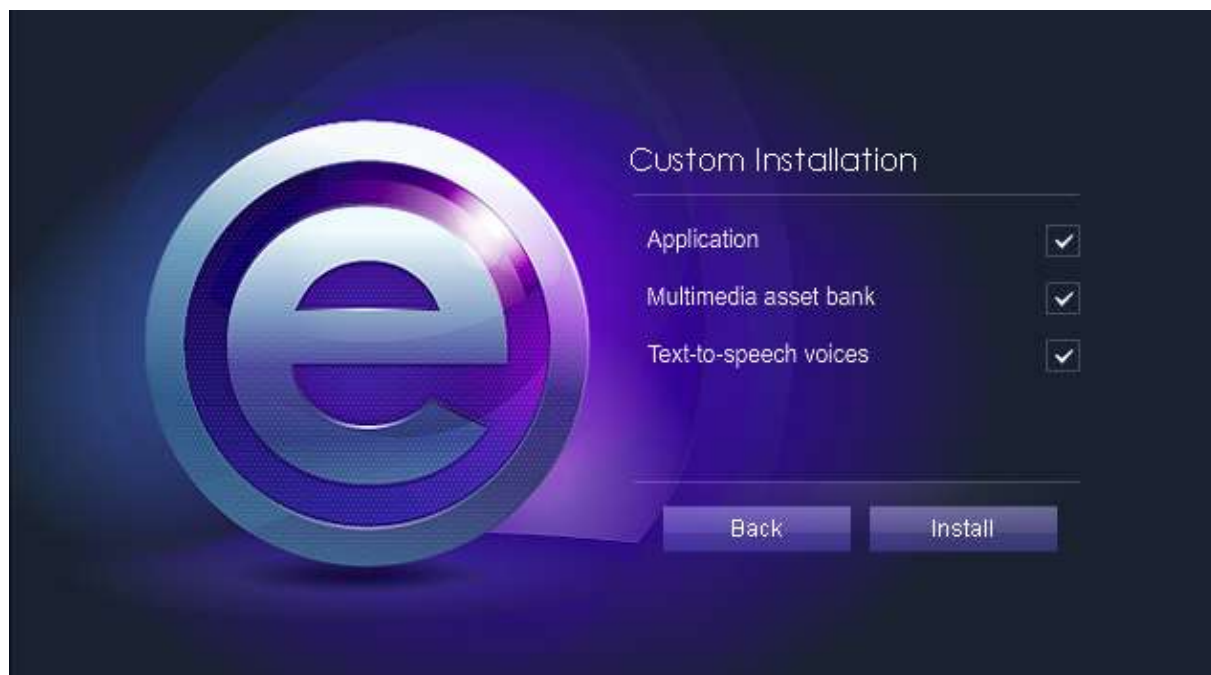 e
Custom Installation
Application
Multimedia asset bank
Text-to-speech voices
Back
Install